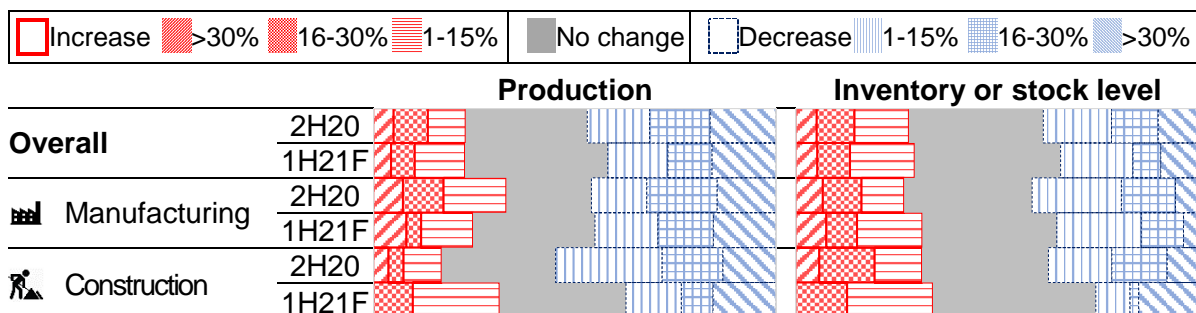 Increase >30% 16-30% 1-15% No change Decrease 1-15% 16-30% >30%
Production Inventory or stock level
Overall 2H20
1H21F
Manufacturing 2H20
1H21F
Construction 2H20
1H21F